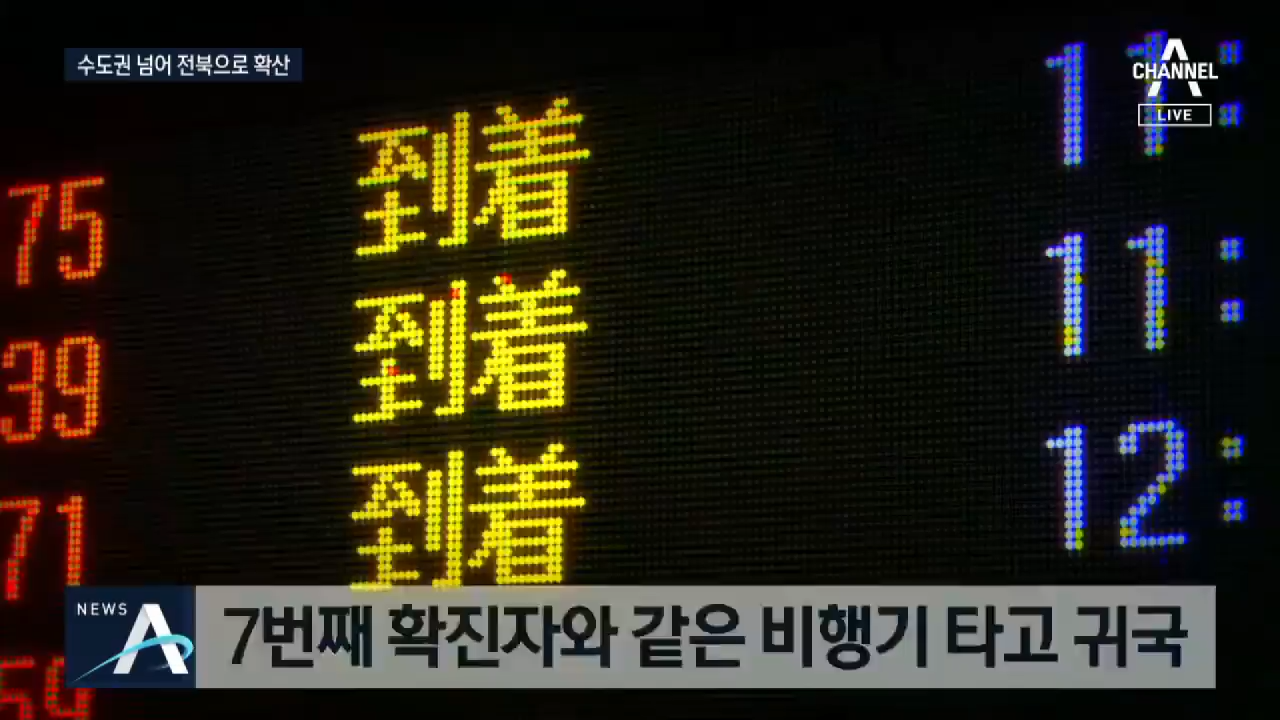 수도권 넘어 전북으로 확산
CHANNEL A
LIVE
11:
75 到着
11:
39 到着
12:
71 到着
NEWS A
7번째 확진자와 같은 비행기 타고 귀국